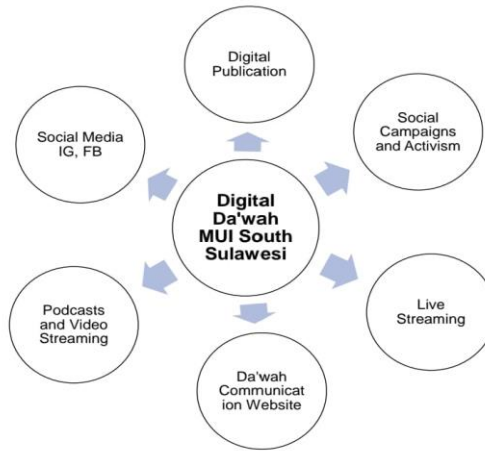 Digital
Publication
Social
Campaigns
and Activism
Social Media
IG, FB
Digital
Da'wah
MUI South
Sulawesi
Live
Streaming
Podcasts
and Video
Streaming
Da'wah
Communicat
ion Website